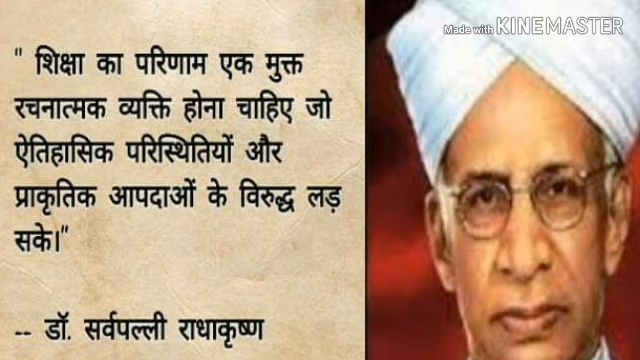 Made with KINEMASTER
" शिक्षा का परिणाम एक मुक्त
रचनात्मक व्यक्ति होना चाहिए जो
ऐतिहासिक परिस्थितियों और
प्राकृतिक आपदाओं के विरुद्ध लड़
सके।"
-- डॉ. सर्वपल्ली राधाकृष्ण